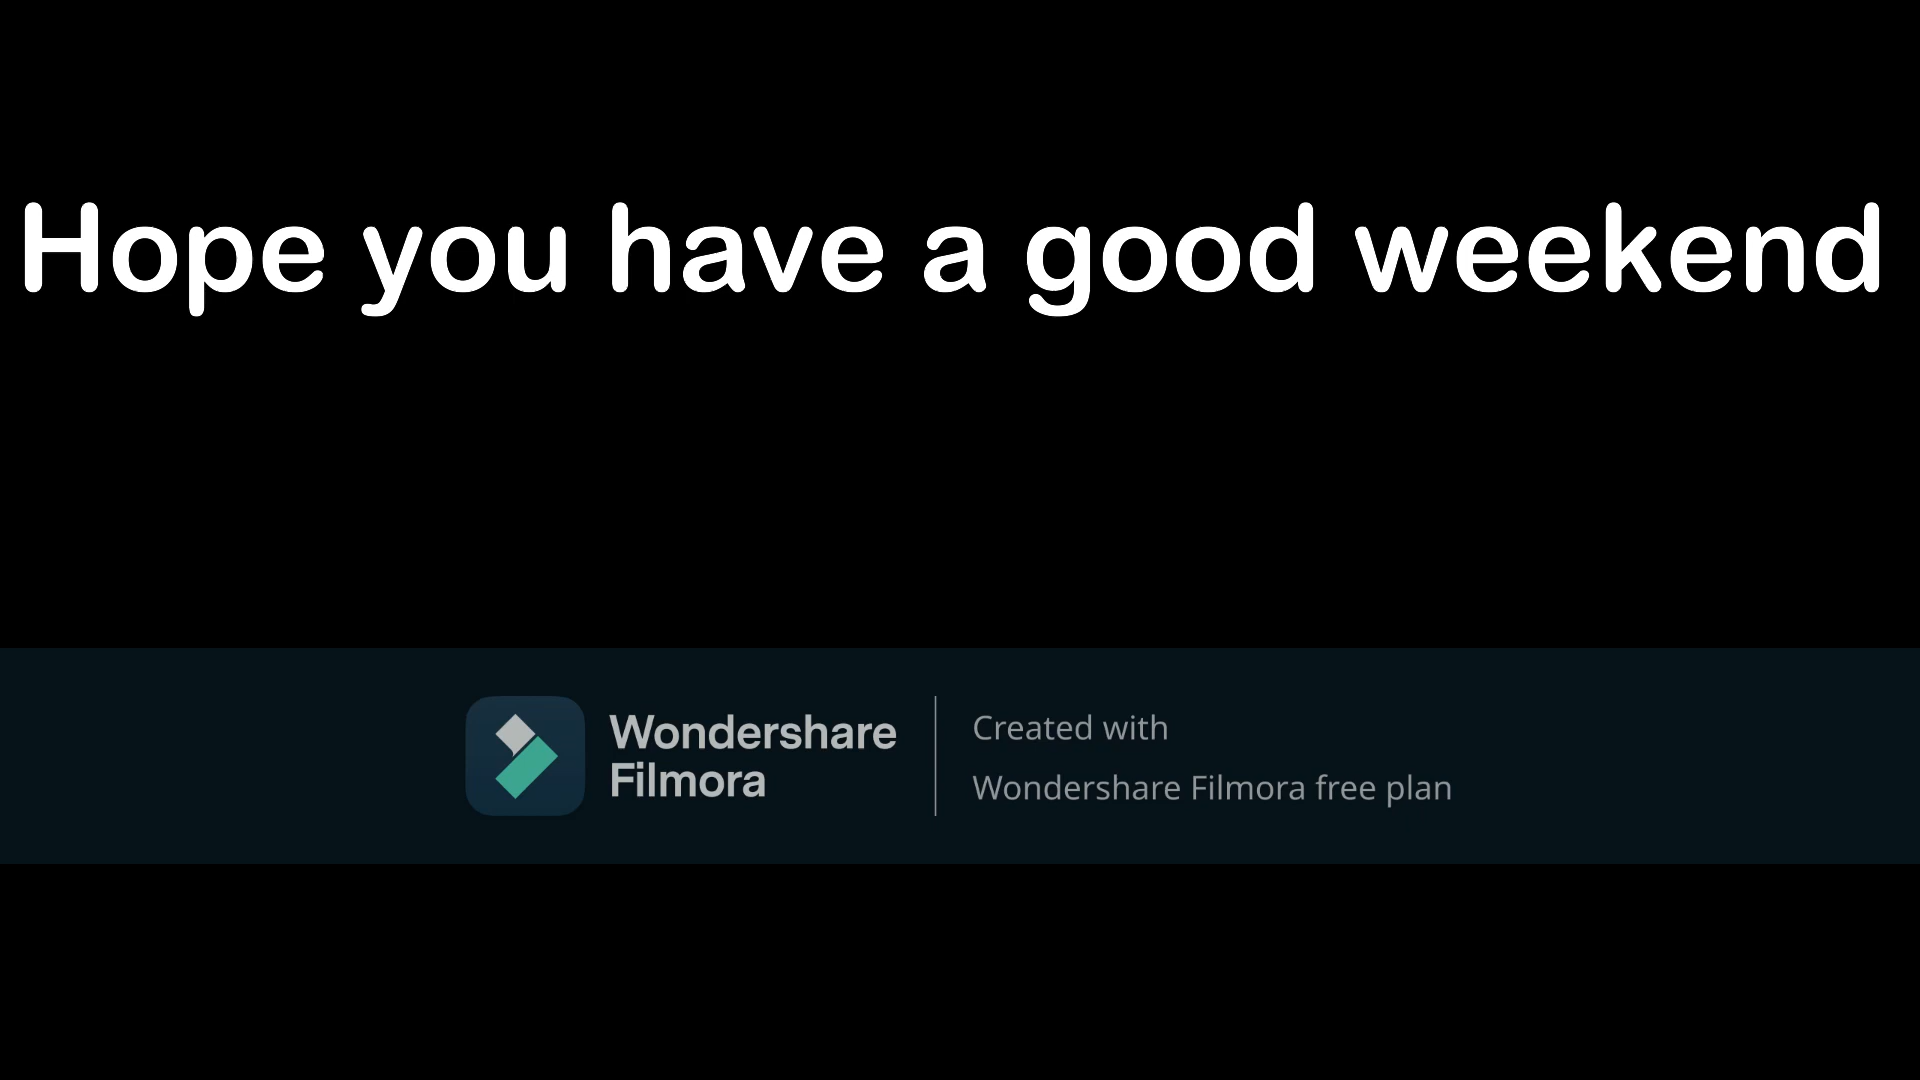 Hope you have a good weekend
Wondershare
Filmora
Created with
Wondershare Filmora free plan